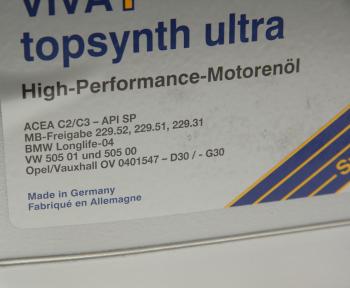 VIVA 1
topsynth ultra
High-Performance-Motorenöl
ACEA C2/C3 – API SP
MB-Freigabe 229.52, 229.51, 229.31
BMW Longlife-04
VW 505 01 und 505 00
Opel/Vauxhall OV 0401547 – D30 / - G30
Made in Germany
Fabriqué en Allemagne